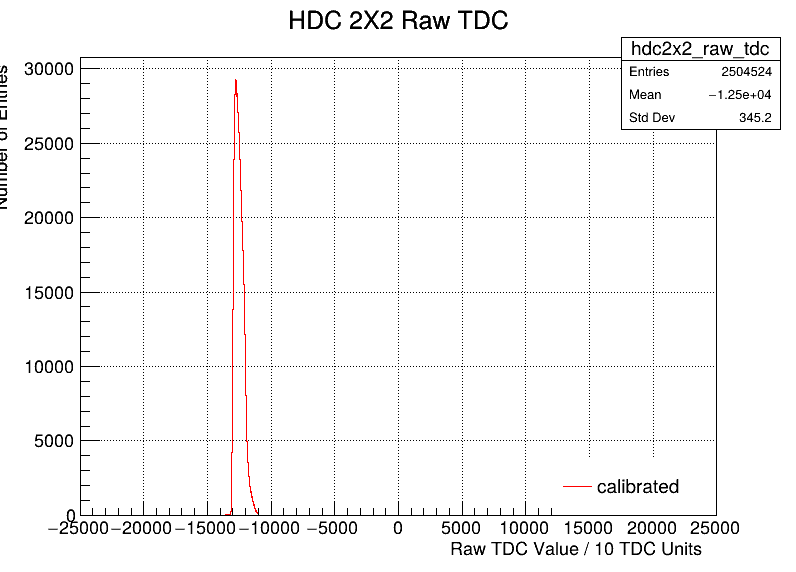 HDC 2X2 Raw TDC
hdc2x2_raw_tdc
Entries 2504524
Mean −1.25e+04
Std Dev 345.2
Number of Entries
30000
25000
20000
15000
10000
5000
0
calibrated
−25000 −20000 −15000 −10000 −5000 0 5000 10000 15000 20000 25000
Raw TDC Value / 10 TDC Units